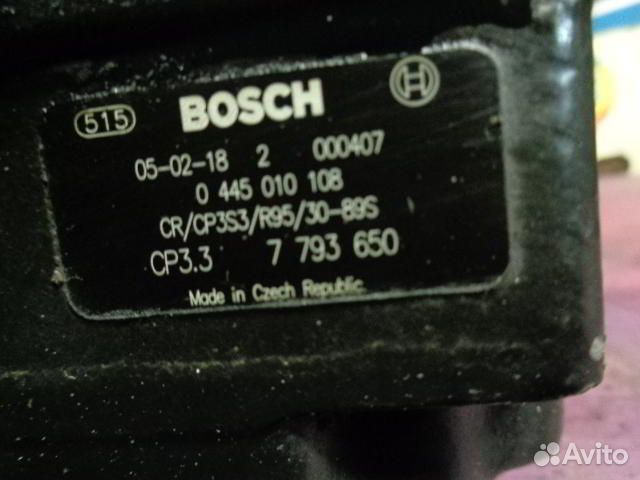 515 BOSCH
05-02-18 2 000407
0 445 010 108
CR/CP3S3/R95/30-89S
CP3.3 7 793 650
Made in Czech Republic
Avito